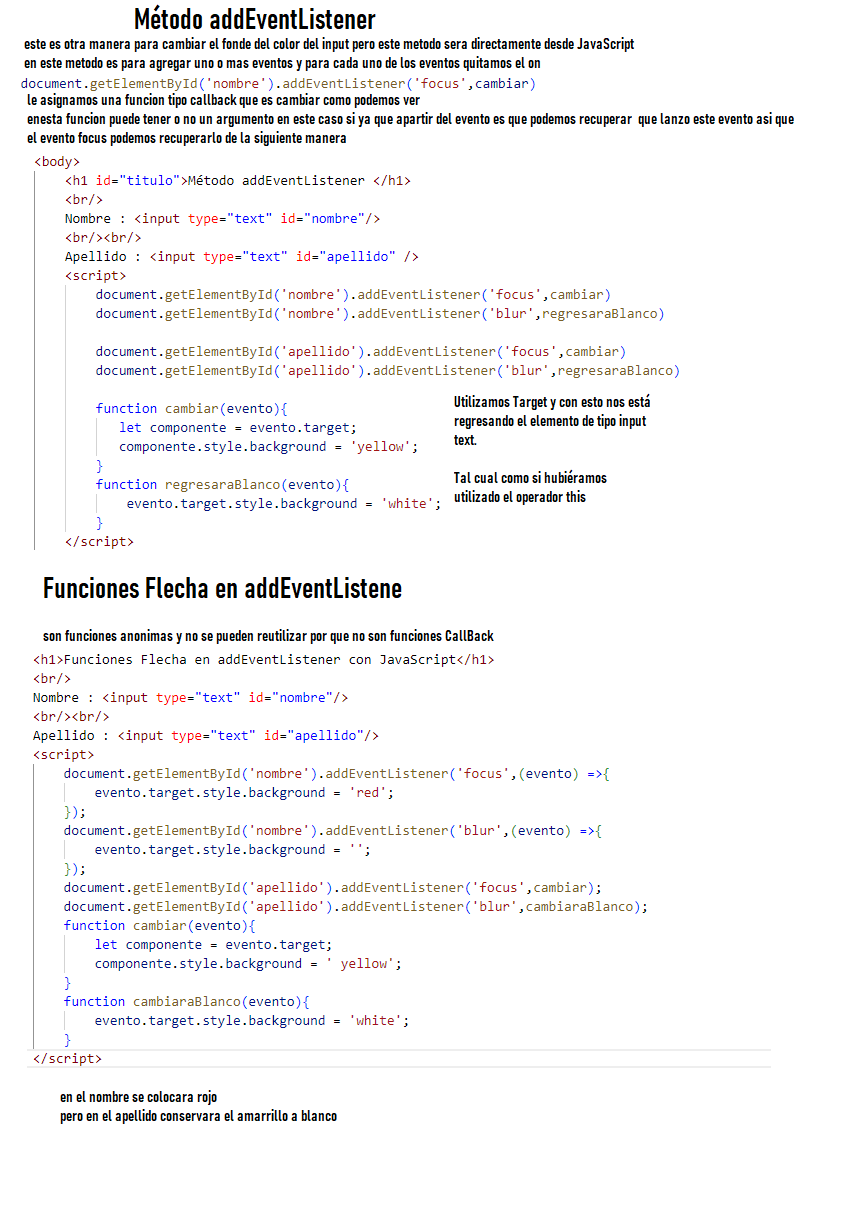 Método addEventListener
este es otra manera para cambiar el fonde del color del input pero este metodo sera directamente desde JavaScript
en este metodo es para agregar uno o mas eventos y para cada uno de los eventos quitamos el on
document.getElementById('nombre').addEventListener('focus',cambiar)
le asignamos una funcion tipo callback que es cambiar como podemos ver
enesta funcion puede tener o no un argumento en este caso si ya que apartir del evento es que podemos recuperar que lanzo este evento asi que
el evento focus podemos recuperarlo de la siguiente manera
<body>
<h1 id="titulo">Método addEventListener </h1>
<br/>
Nombre : <input type="text" id="nombre"/>
<br/><br/>
Apellido : <input type="text" id="apellido" />
<script>
document.getElementById('nombre').addEventListener('focus',cambiar)
document.getElementById('nombre').addEventListener('blur',regresaraBlanco)
document.getElementById('apellido').addEventListener('focus',cambiar)
document.getElementById('apellido').addEventListener('blur',regresaraBlanco)
function cambiar(evento){
let componente = evento.target;
componente.style.background = 'yellow';
}
function regresaraBlanco(evento){
evento.target.style.background = 'white';
}
</script>
Utilizamos Target y con esto nos está
regresando el elemento de tipo input
text.
Tal cual como si hubiéramos
utilizado el operador this
Funciones Flecha en addEventListene
son funciones anonimas y no se pueden reutilizar por que no son funciones CallBack
<h1>Funciones Flecha en addEventListener con JavaScript</h1>
<br/>
Nombre : <input type="text" id="nombre"/>
<br/><br/>
Apellido : <input type="text" id="apellido"/>
<script>
document.getElementById('nombre').addEventListener('focus',(evento) =>{
evento.target.style.background = 'red';
});
document.getElementById('nombre').addEventListener('blur',(evento) =>{
evento.target.style.background = '';
});
document.getElementById('apellido').addEventListener('focus',cambiar);
document.getElementById('apellido').addEventListener('blur',cambiaraBlanco);
function cambiar(evento){
let componente = evento.target;
componente.style.background = ' yellow';
}
function cambiaraBlanco(evento){
evento.target.style.background = 'white';
}
</script>
en el nombre se colocara rojo
pero en el apellido conservara el amarrillo a blanco